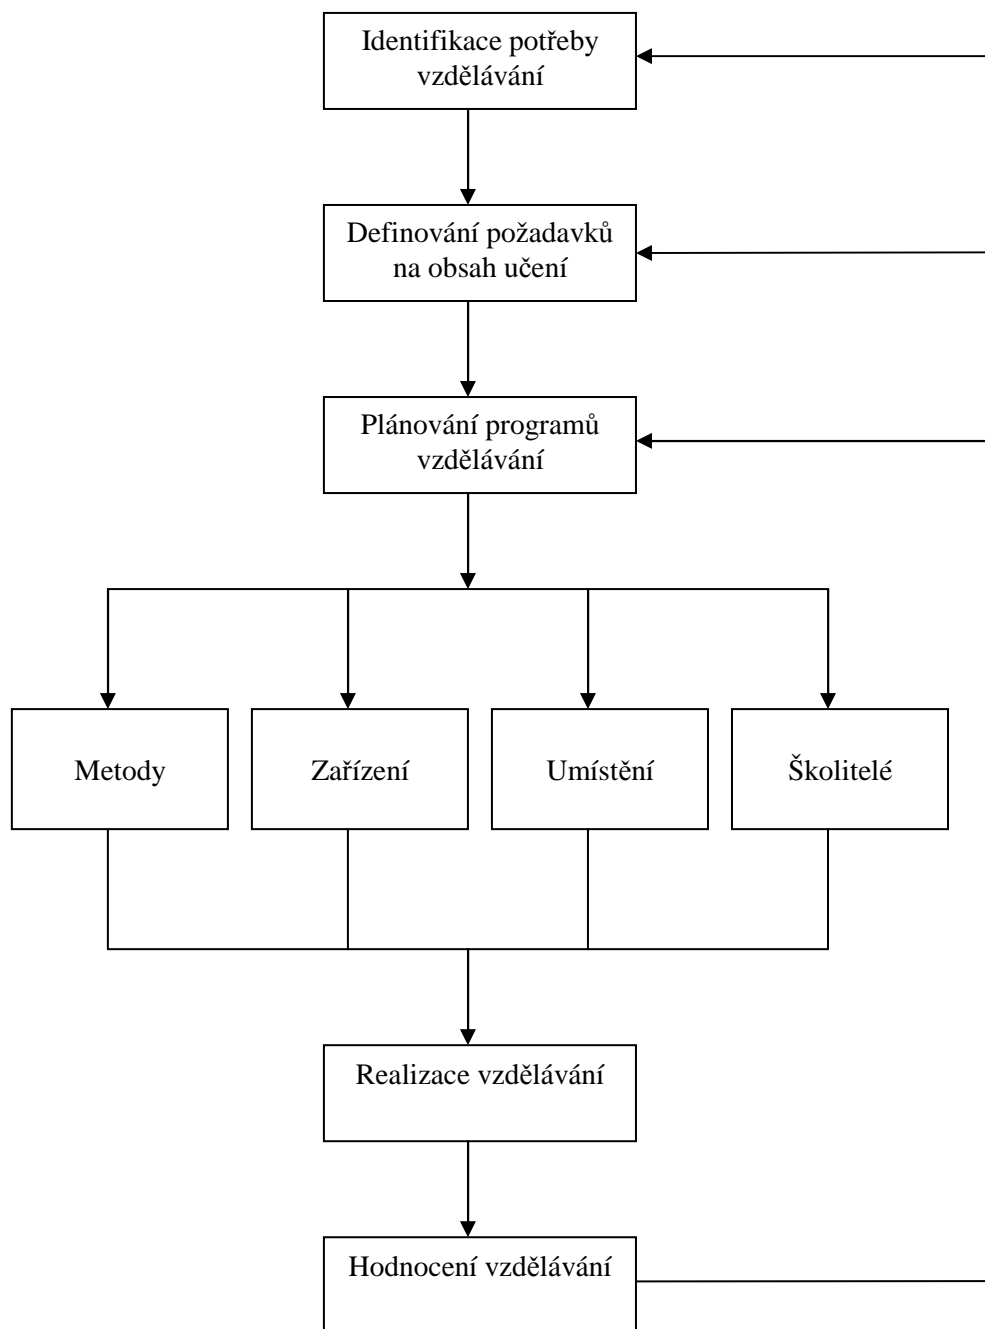 Identifikace potřeby
vzdělávání
Definování požadavků
na obsah učení
Plánování programů
vzdělávání
Metody
Zařízení
Umístění
Školitelé
Realizace vzdělávání
Hodnocení vzdělávání